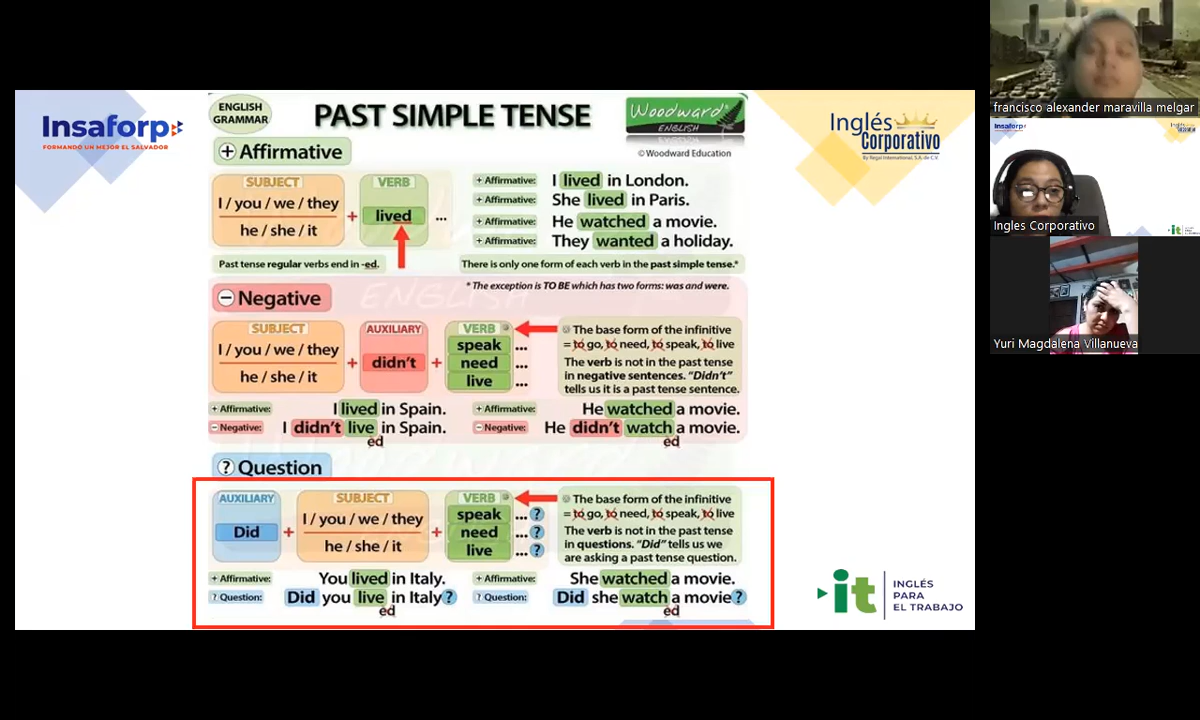 Insaforp
FORMANDO UN MEJOR EL SALVADOR
ENGLISH
GRAMMAR
PAST SIMPLE TENSE
Woodward®
ENGLISH
© Woodward Education
Inglés
Corporativo
By Regal International, S.A. de C.V.
+ Affirmative
SUBJECT
I / you / we / they
he / she / it
+
VERB
lived
...
+ Affirmative: I lived in London.
+ Affirmative: She lived in Paris.
+ Affirmative: He watched a movie.
+ Affirmative: They wanted a holiday.
Past tense regular verbs end in -ed.
There is only one form of each verb in the past simple tense.*
* The exception is TO BE which has two forms: was and were.
− Negative
SUBJECT
I / you / we / they
he / she / it
+
AUXILIARY
didn't
+
VERB
speak ...
need ...
live ...
The base form of the infinitive
= to go, to need, to speak, to live
The verb is not in the past tense
in negative sentences. "Didn't"
tells us it is a past tense sentence.
+ Affirmative: I lived in Spain.
− Negative: I didn't live in Spain.
ed
+ Affirmative: He watched a movie.
− Negative: He didn't watch a movie.
ed
? Question
AUXILIARY
Did
+
SUBJECT
I / you / we / they
he / she / it
+
VERB
speak ... ?
need ... ?
live ... ?
The base form of the infinitive
= to go, to need, to speak, to live
The verb is not in the past tense
in questions. "Did" tells us we
are asking a past tense question.
+ Affirmative: You lived in Italy.
? Question: Did you live in Italy?
ed
+ Affirmative: She watched a movie.
? Question: Did she watch a movie?
ed
it
INGLÉS
PARA
EL TRABAJO
francisco alexander maravilla melgar
Insaforp
Ingles Corporativo
it
Yuri Magdalena Villanueva